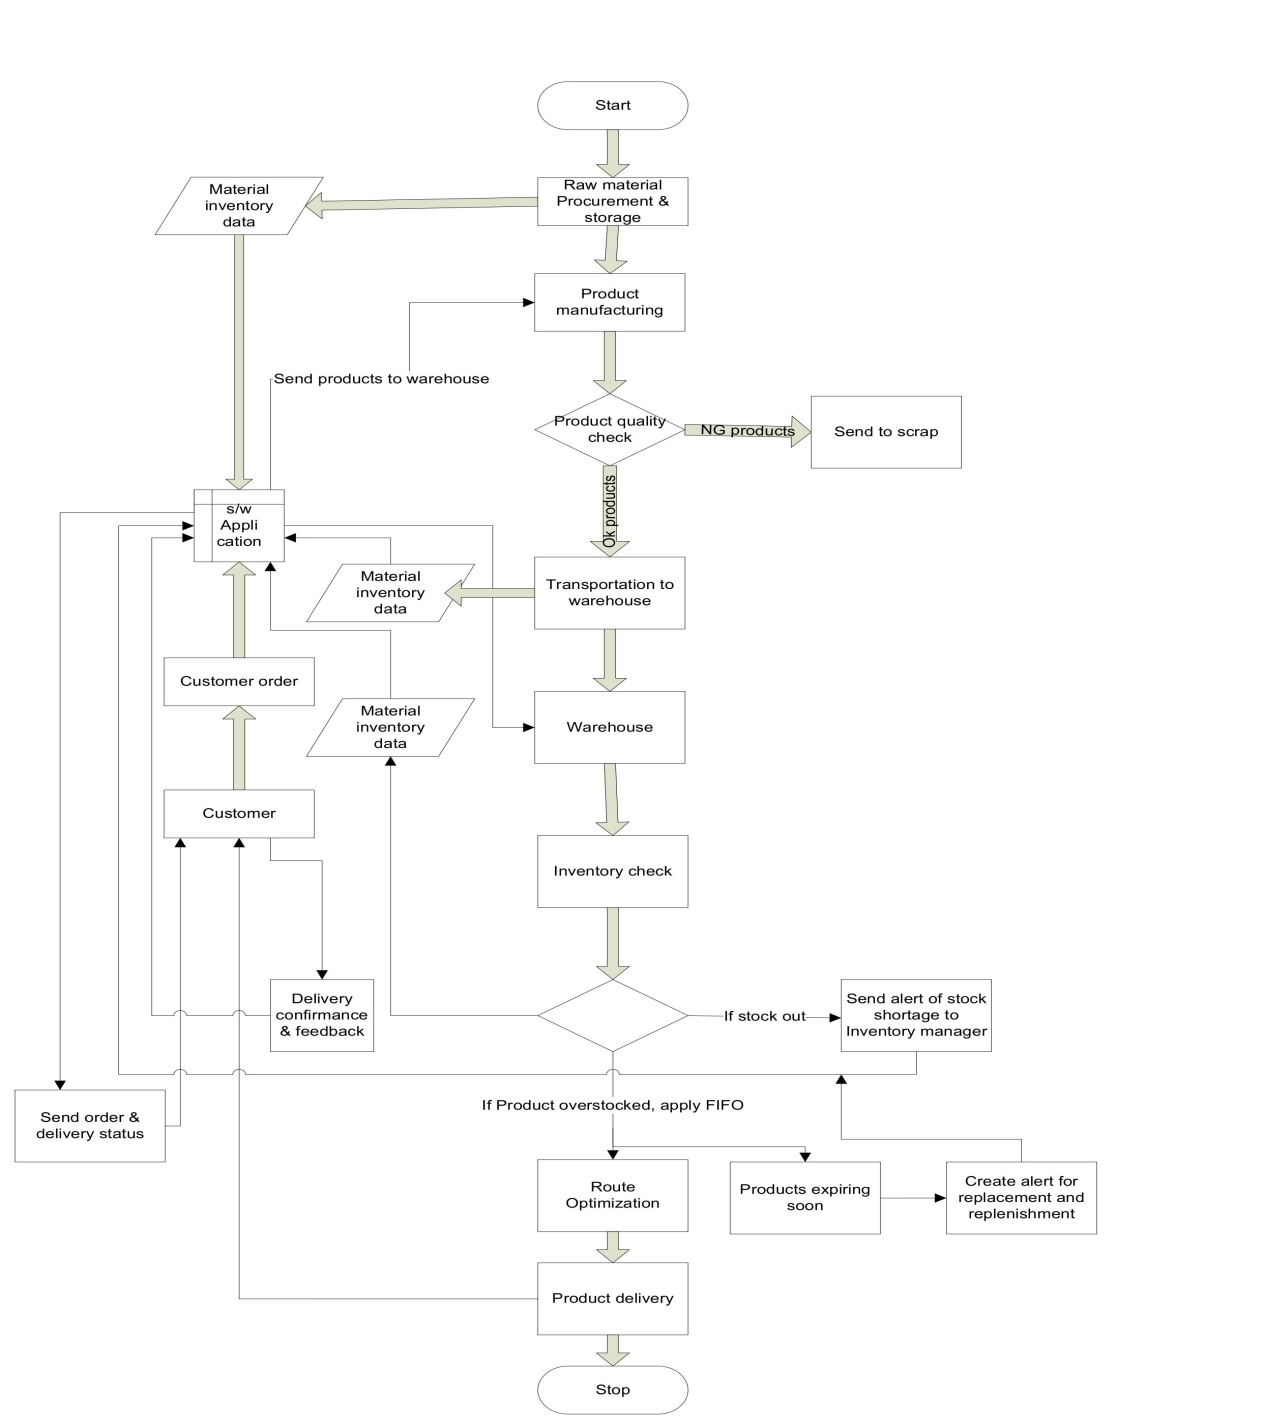 Start
Raw material
Procurement &
storage
Material
inventory
data
Product
manufacturing
Send products to warehouse
Product quality
check
NG products
Send to scrap
Ok products
s/w
Appli
cation
Material
inventory
data
Transportation to
warehouse
Customer order
Material
inventory
data
Warehouse
Customer
Inventory check
Delivery
confirmance
& feedback
If stock out
Send alert of stock
shortage to
Inventory manager
If Product overstocked, apply FIFO
Send order &
delivery status
Route
Optimization
Products expiring
soon
Create alert for
replacement and
replenishment
Product delivery
Stop